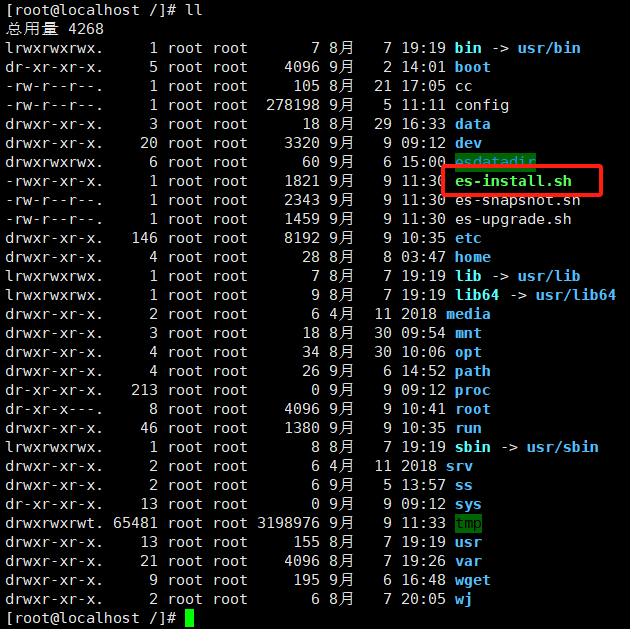 [root@localhost /]# ll
总用量 4268
lrwxrwxrwx.     1 root root       7 8月   7 19:19 bin -> usr/bin
dr-xr-xr-x.     5 root root    4096 9月   2 14:01 boot
-rw-r--r--.     1 root root     105 8月  21 17:05 cc
-rw-r--r--.     1 root root  278198 9月   5 11:11 config
drwxr-xr-x.     3 root root      18 8月  29 16:33 data
drwxr-xr-x.    20 root root    3320 9月   9 09:12 dev
drwxrwxrwx.     6 root root      60 9月   6 15:00 esdatadir
-rwxr-xr-x.     1 root root    1821 9月   9 11:30 es-install.sh
-rw-r--r--.     1 root root    2343 9月   9 11:30 es-snapshot.sh
-rw-r--r--.     1 root root    1459 9月   9 11:30 es-upgrade.sh
drwxr-xr-x.   146 root root    8192 9月   9 10:35 etc
drwxr-xr-x.     4 root root      28 8月   8 03:47 home
lrwxrwxrwx.     1 root root       7 8月   7 19:19 lib -> usr/lib
lrwxrwxrwx.     1 root root       9 8月   7 19:19 lib64 -> usr/lib64
drwxr-xr-x.     2 root root       6 4月  11 2018 media
drwxr-xr-x.     3 root root      18 8月  30 09:54 mnt
drwxr-xr-x.     4 root root      34 8月  30 10:06 opt
drwxr-xr-x.     4 root root      26 9月   6 14:52 path
dr-xr-xr-x.   213 root root       0 9月   9 09:12 proc
dr-xr-x---.     8 root root    4096 9月   9 10:41 root
drwxr-xr-x.    46 root root    1380 9月   9 10:35 run
lrwxrwxrwx.     1 root root       8 8月   7 19:19 sbin -> usr/sbin
drwxr-xr-x.     2 root root       6 4月  11 2018 srv
drwxr-xr-x.     2 root root       6 9月   5 13:57 ss
dr-xr-xr-x.    13 root root       0 9月   9 09:12 sys
drwxrwxrwt. 65481 root root 3198976 9月   9 11:33 tmp
drwxr-xr-x.    13 root root     155 8月   7 19:19 usr
drwxr-xr-x.    21 root root    4096 8月   7 19:26 var
drwxr-xr-x.     9 root root     195 9月   6 16:48 wget
drwxr-xr-x.     2 root root       6 8月   7 20:05 wj
[root@localhost /]#